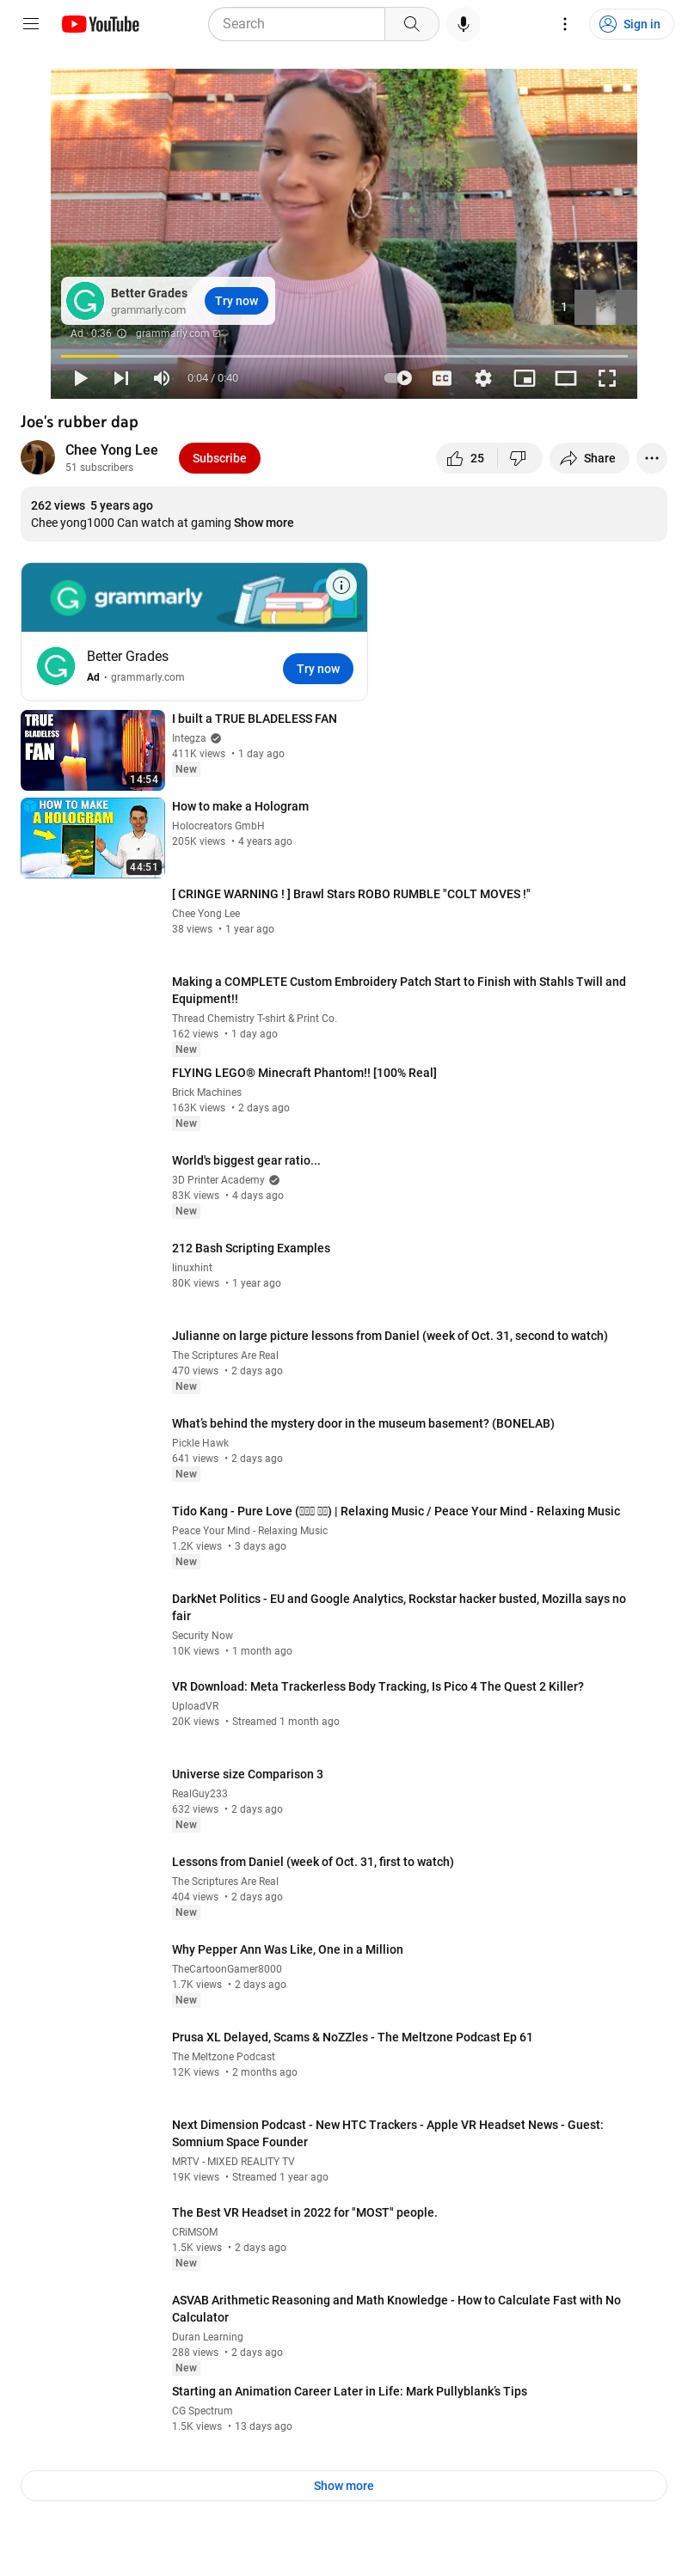 YouTube
Search
Sign in
Better Grades
grammarly.com
Try now
1
Ad · 0:36
grammarly.com
0:04 / 0:40
CC
Joe's rubber dap
Chee Yong Lee
51 subscribers
Subscribe
25
Share
262 views 5 years ago
Chee yong1000 Can watch at gaming Show more
grammarly
Better Grades
Ad • grammarly.com
Try now
TRUE
BLADELESS
FAN
14:54
I built a TRUE BLADELESS FAN
Integza
411K views • 1 day ago
New
HOW TO MAKE
A HOLOGRAM
44:51
How to make a Hologram
Holocreators GmbH
205K views • 4 years ago
[ CRINGE WARNING ! ] Brawl Stars ROBO RUMBLE "COLT MOVES !"
Chee Yong Lee
38 views • 1 year ago
Making a COMPLETE Custom Embroidery Patch Start to Finish with Stahls Twill and
Equipment!!
Thread Chemistry T-shirt & Print Co.
162 views • 1 day ago
New
FLYING LEGO® Minecraft Phantom!! [100% Real]
Brick Machines
163K views • 2 days ago
New
World's biggest gear ratio...
3D Printer Academy
83K views • 4 days ago
New
212 Bash Scripting Examples
linuxhint
80K views • 1 year ago
Julianne on large picture lessons from Daniel (week of Oct. 31, second to watch)
The Scriptures Are Real
470 views • 2 days ago
New
What's behind the mystery door in the museum basement? (BONELAB)
Pickle Hawk
641 views • 2 days ago
New
Tido Kang - Pure Love ( ) | Relaxing Music / Peace Your Mind - Relaxing Music
Peace Your Mind - Relaxing Music
1.2K views • 3 days ago
New
DarkNet Politics - EU and Google Analytics, Rockstar hacker busted, Mozilla says no
fair
Security Now
10K views • 1 month ago
VR Download: Meta Trackerless Body Tracking, Is Pico 4 The Quest 2 Killer?
UploadVR
20K views • Streamed 1 month ago
Universe size Comparison 3
RealGuy233
632 views • 2 days ago
New
Lessons from Daniel (week of Oct. 31, first to watch)
The Scriptures Are Real
404 views • 2 days ago
New
Why Pepper Ann Was Like, One in a Million
TheCartoonGamer8000
1.7K views • 2 days ago
New
Prusa XL Delayed, Scams & NoZZles - The Meltzone Podcast Ep 61
The Meltzone Podcast
12K views • 2 months ago
Next Dimension Podcast - New HTC Trackers - Apple VR Headset News - Guest:
Somnium Space Founder
MRTV - MIXED REALITY TV
19K views • Streamed 1 year ago
The Best VR Headset in 2022 for "MOST" people.
CRiMSOM
1.5K views • 2 days ago
New
ASVAB Arithmetic Reasoning and Math Knowledge - How to Calculate Fast with No
Calculator
Duran Learning
288 views • 2 days ago
New
Starting an Animation Career Later in Life: Mark Pullyblank's Tips
CG Spectrum
1.5K views • 13 days ago
Show more